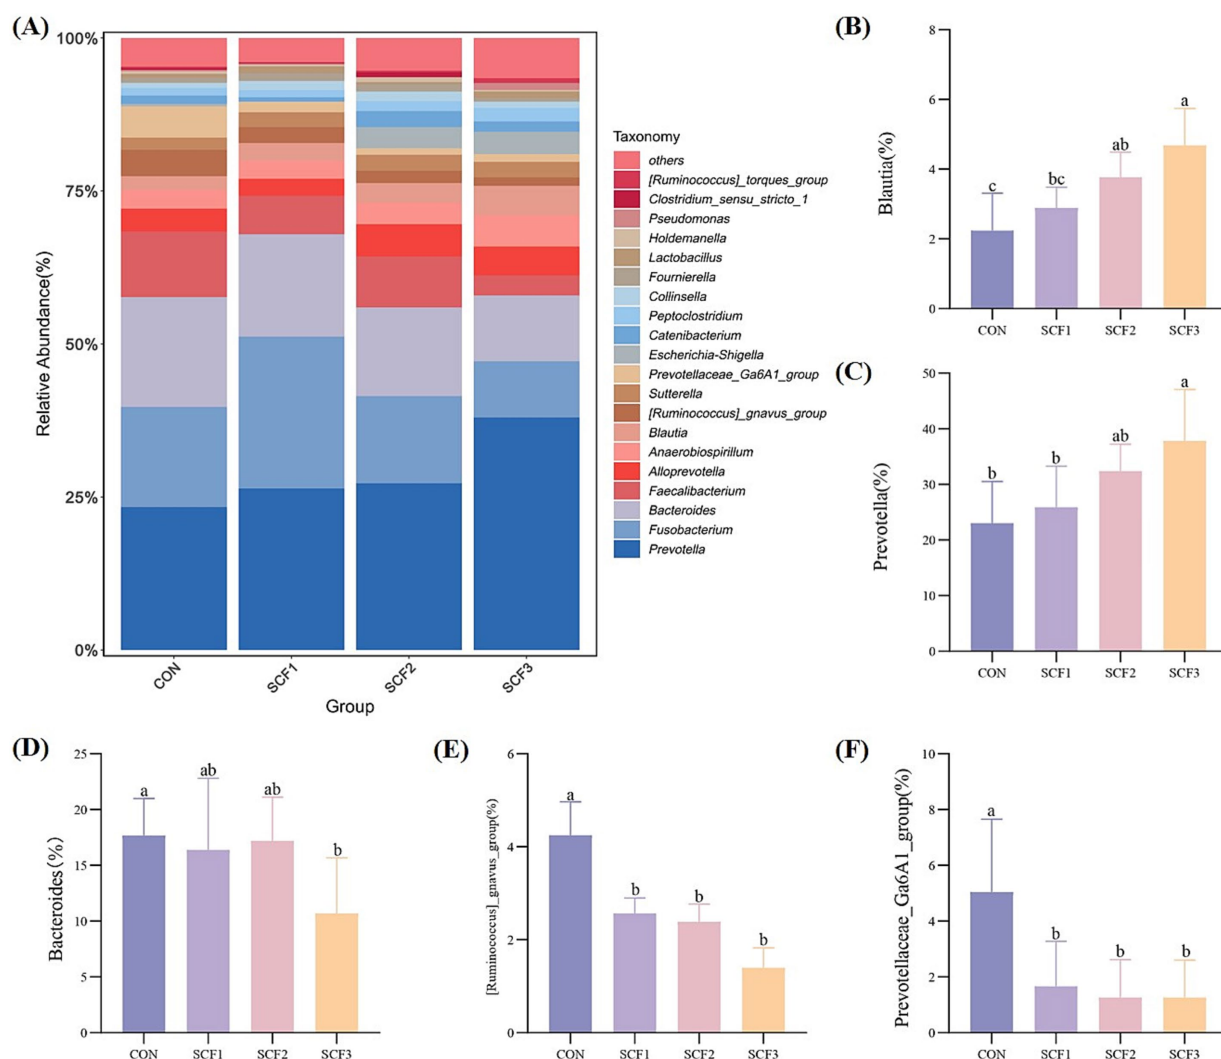 (A)
100%
75%
50%
25%
0%
Relative Abundance(%)
CON
SCF1
SCF2
SCF3
Group
Taxonomy
others
[Ruminococcus]_torques_group
Clostridium_sensu_stricto_1
Pseudomonas
Holdemanella
Lactobacillus
Fournierella
Collinsella
Peptoclostridium
Catenibacterium
Escherichia-Shigella
Prevotellaceae_Ga6A1_group
Sutterella
[Ruminococcus]_gnavus_group
Blautia
Anaerobiospirillum
Alloprevotella
Faecalibacterium
Bacteroides
Fusobacterium
Prevotella
(B)
Blautia(%)
8
6
4
2
0
c
bc
ab
a
CON
SCF1
SCF2
SCF3
(C)
Prevotella(%)
50
40
30
20
10
0
b
b
ab
a
CON
SCF1
SCF2
SCF3
(D)
Bacteroides(%)
25
20
15
10
5
0
a
ab
ab
b
CON
SCF1
SCF2
SCF3
(E)
[Ruminococcus]_gnavus_group(%)
6
4
2
0
a
b
b
b
CON
SCF1
SCF2
SCF3
(F)
Prevotellaceae_Ga6A1_group(%)
10
8
6
4
2
0
a
b
b
b
CON
SCF1
SCF2
SCF3